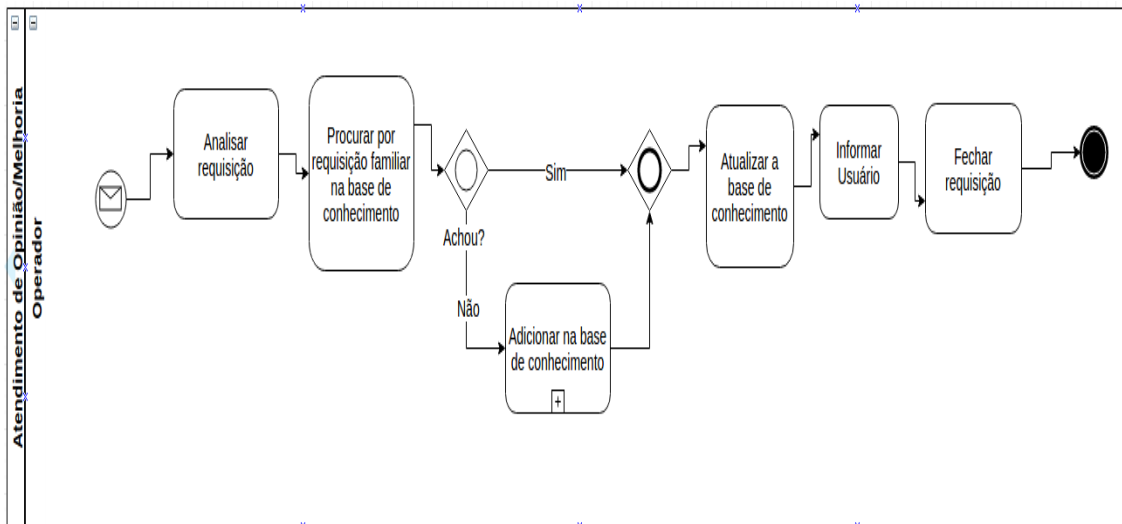 Atendimento de Opinião/Melhoria
Operador
Analisar
requisição
Procurar por
requisição familiar
na base de
conhecimento
Achou?
Sim
Não
Adicionar na base
de conhecimento
+
Atualizar a
base de
conhecimento
Informar
Usuário
Fechar
requisição